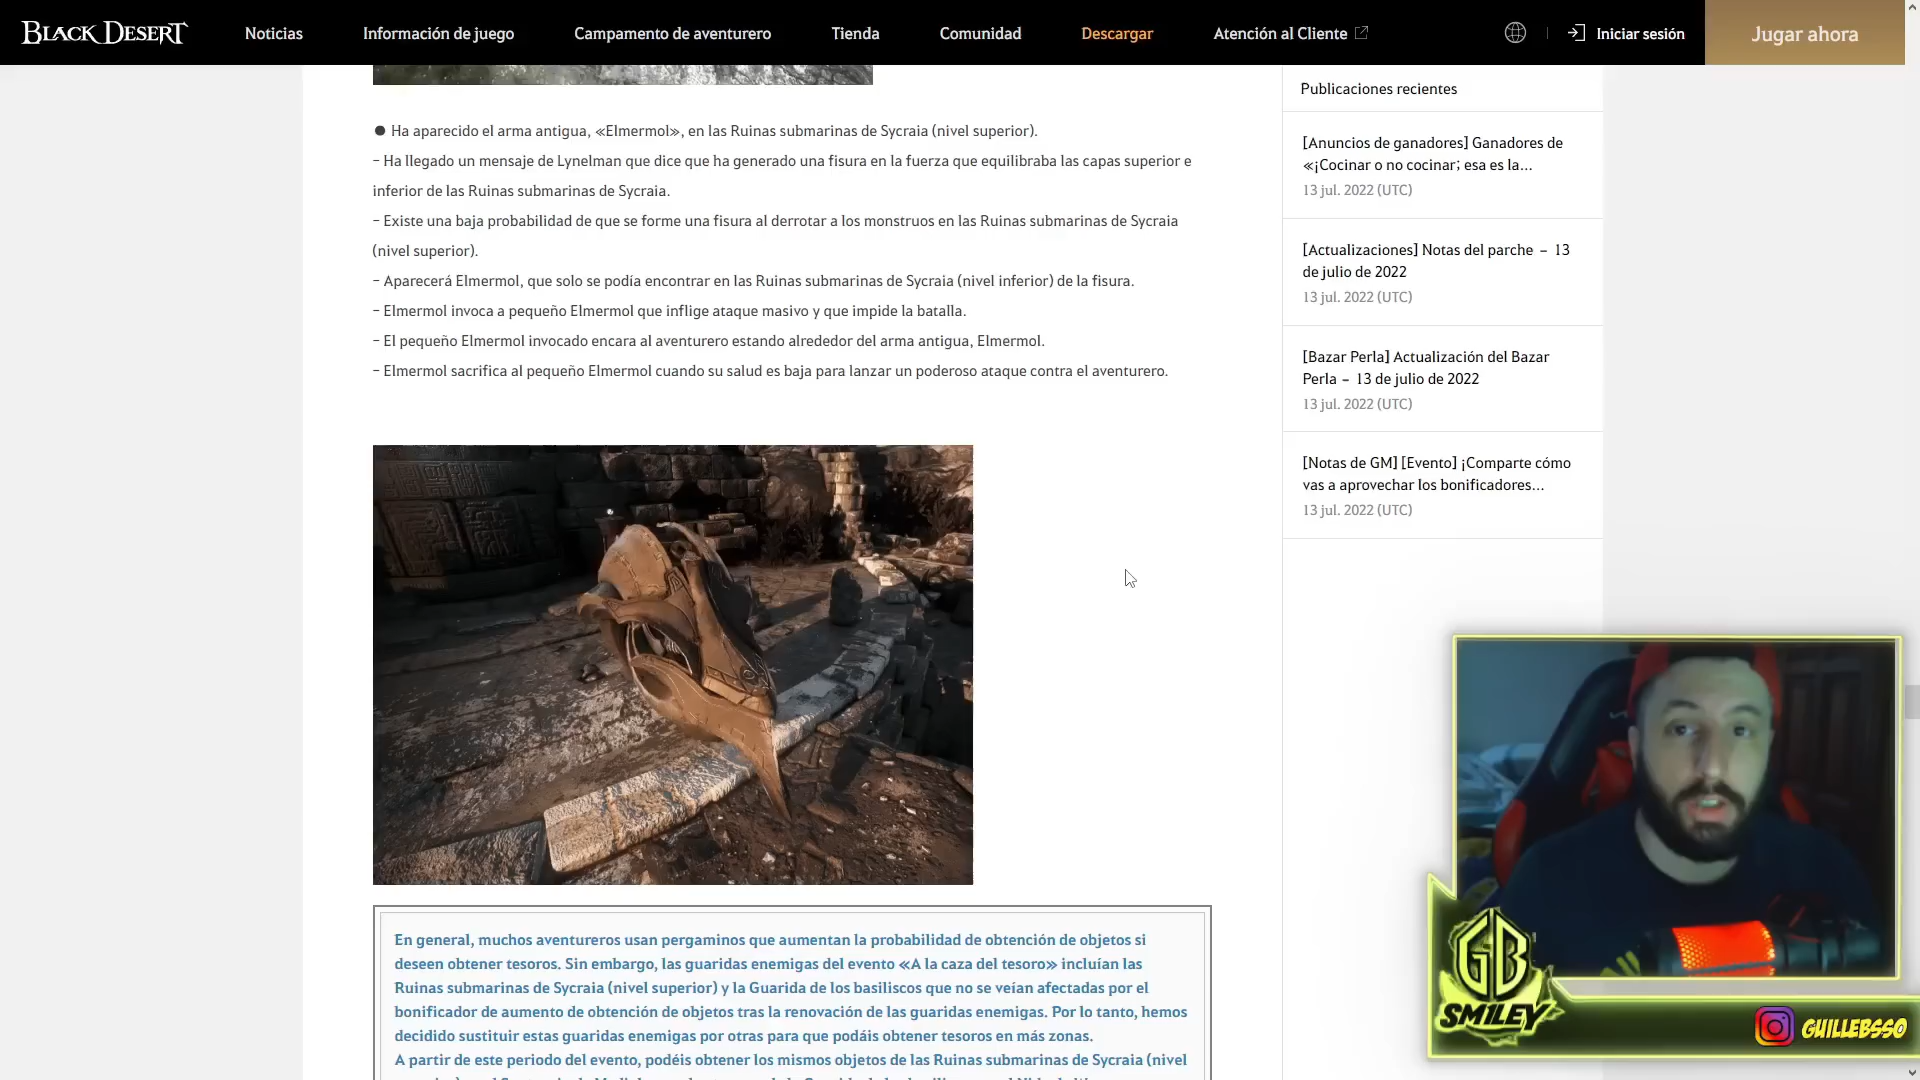 BLACK DESERT
Noticias
Información de juego
Campamento de aventurero
Tienda
Comunidad
Descargar
Atención al Cliente
Iniciar sesión
Jugar ahora
● Ha aparecido el arma antigua, «Elmermol», en las Ruinas submarinas de Sycraia (nivel superior).
- Ha llegado un mensaje de Lynelman que dice que ha generado una fisura en la fuerza que equilibraba las capas superior e
inferior de las Ruinas submarinas de Sycraia.
- Existe una baja probabilidad de que se forme una fisura al derrotar a los monstruos en las Ruinas submarinas de Sycraia
(nivel superior).
- Aparecerá Elmermol, que solo se podía encontrar en las Ruinas submarinas de Sycraia (nivel inferior) de la fisura.
- Elmermol invoca a pequeño Elmermol que inflige ataque masivo y que impide la batalla.
- El pequeño Elmermol invocado encara al aventurero estando alrededor del arma antigua, Elmermol.
- Elmermol sacrifica al pequeño Elmermol cuando su salud es baja para lanzar un poderoso ataque contra el aventurero.
En general, muchos aventureros usan pergaminos que aumentan la probabilidad de obtención de objetos si
deseen obtener tesoros. Sin embargo, las guaridas enemigas del evento «A la caza del tesoro» incluían las
Ruinas submarinas de Sycraia (nivel superior) y la Guarida de los basiliscos que no se veían afectadas por el
bonificador de aumento de obtención de objetos tras la renovación de las guaridas enemigas. Por lo tanto, hemos
decidido sustituir estas guaridas enemigas por otras para que podáis obtener tesoros en más zonas.
A partir de este periodo del evento, podéis obtener los mismos objetos de las Ruinas submarinas de Sycraia (nivel
Publicaciones recientes
[Anuncios de ganadores] Ganadores de
«¡Cocinar o no cocinar; esa es la...
13 jul. 2022 (UTC)
[Actualizaciones] Notas del parche - 13
de julio de 2022
13 jul. 2022 (UTC)
[Bazar Perla] Actualización del Bazar
Perla - 13 de julio de 2022
13 jul. 2022 (UTC)
[Notas de GM] [Evento] ¡Comparte cómo
vas a aprovechar los bonificadores...
13 jul. 2022 (UTC)
GB
SMILEY
GUILLEBSSO